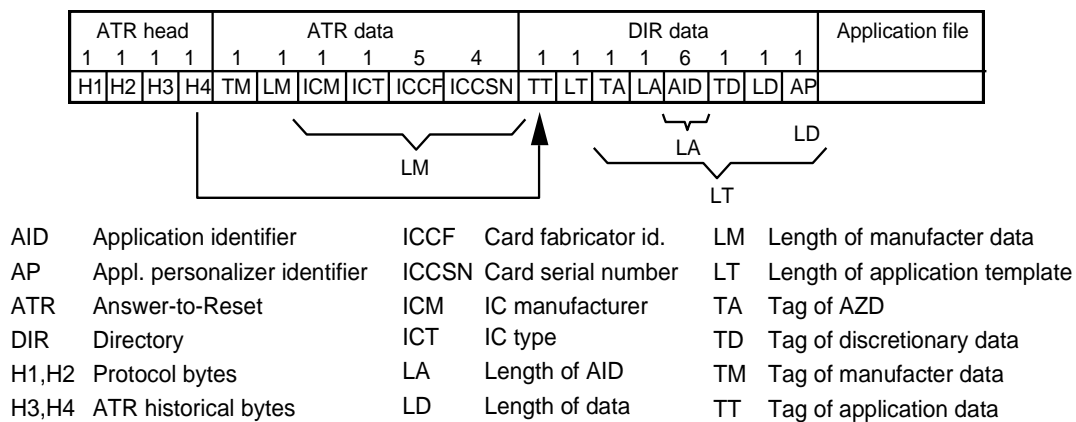 ATR head ATR data DIR data Application file
1 1 1 1 1 1 1 1 5 4 1 1 1 1 6 1 1 1
H1 H2 H3 H4 TM LM ICM ICT ICCF ICCSN TT LT TA LA AID TD LD AP
LM LA LD
LT
AID Application identifier ICCF Card fabricator id. LM Length of manufacter data
AP Appl. personalizer identifier ICCSN Card serial number LT Length of application template
ATR Answer-to-Reset ICM IC manufacturer TA Tag of AZD
DIR Directory ICT IC type TD Tag of discretionary data
H1,H2 Protocol bytes LA Length of AID TM Tag of manufacter data
H3,H4 ATR historical bytes LD Length of data TT Tag of application data